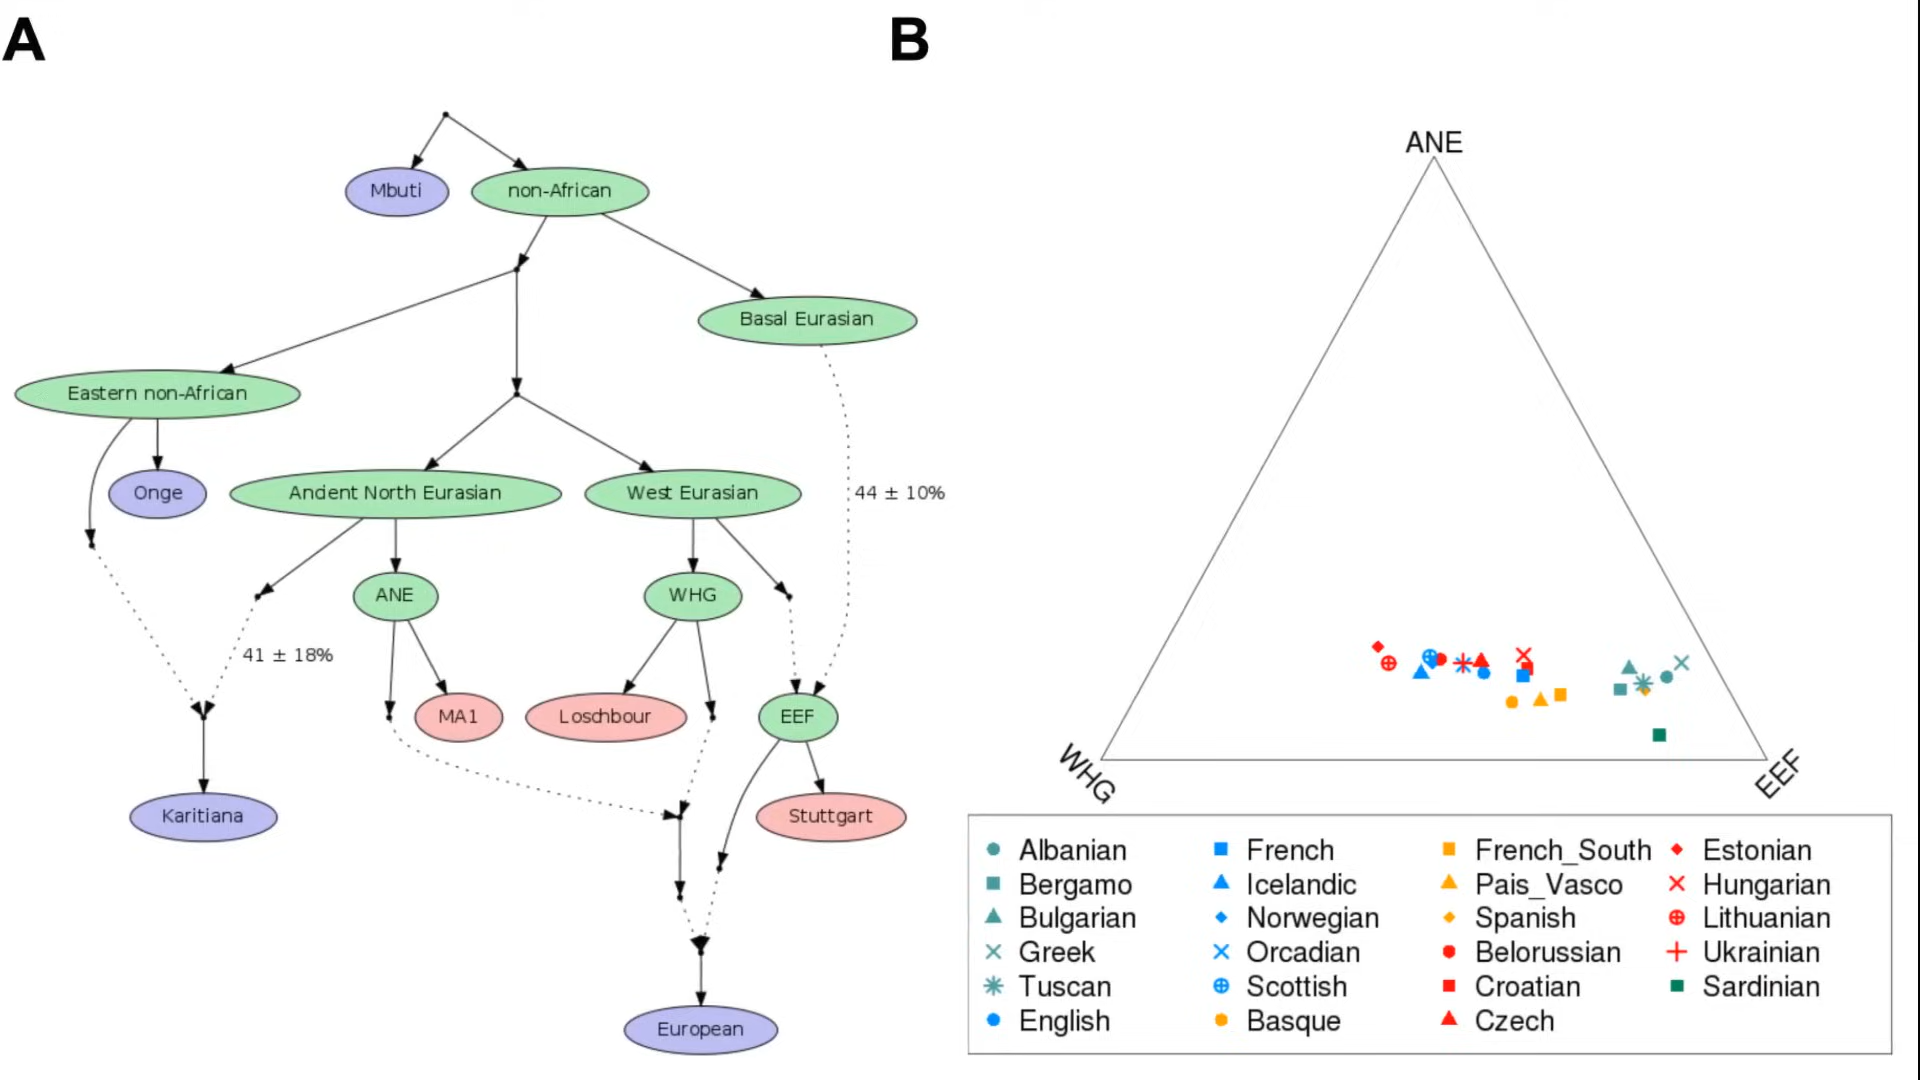 A
B
Mbuti
non-African
Basal Eurasian
Eastern non-African
Onge
Ancient North Eurasian
West Eurasian
44 ± 10%
ANE
WHG
41 ± 18%
MA1
Loschbour
EEF
Karitiana
Stuttgart
European
ANE
WHG
EEF
Albanian French French_South Estonian
Bergamo Icelandic Pais_Vasco Hungarian
Bulgarian Norwegian Spanish Lithuanian
Greek Orcadian Belorussian Ukrainian
Tuscan Scottish Croatian Sardinian
English Basque Czech